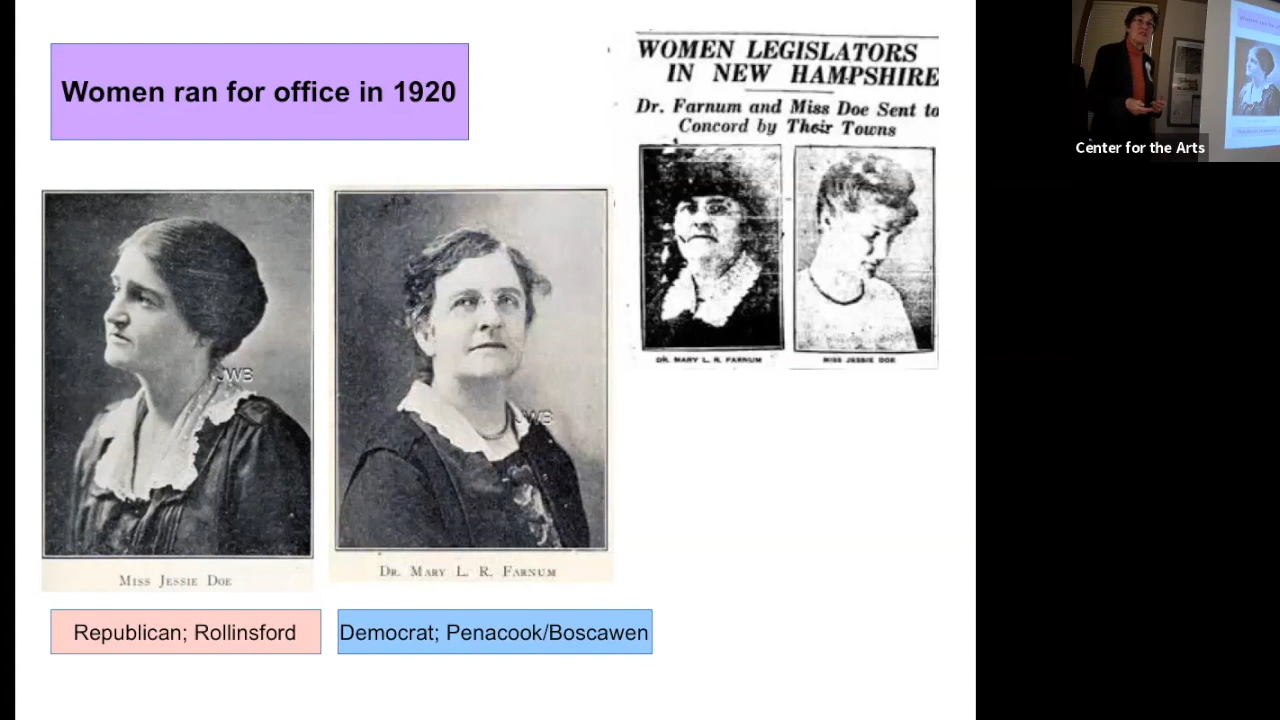 Women ran for office in 1920
WOMEN LEGISLATORS
IN NEW HAMPSHIRE
Dr. Farnum and Miss Doe Sent to
Concord by Their Towns
DR. MARY L. R. FARNUM
MISS JESSIE DOE
JWB
JWB
Miss Jessie Doe
Dr. Mary L. R. Farnum
Republican; Rollinsford
Democrat; Penacook/Boscawen
Center for the Arts